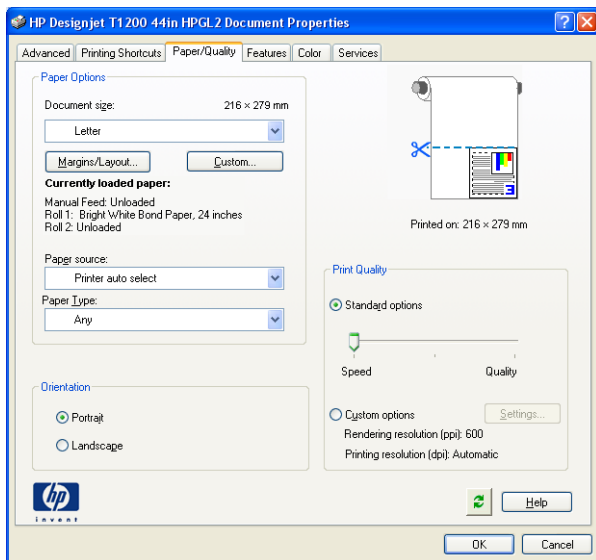 HP Designjet T1200 44in HPGL2 Document Properties
Advanced Printing Shortcuts Paper/Quality Features Color Services
Paper Options
Document size: 216 × 279 mm
Letter
Margins/Layout... Custom...
Currently loaded paper:
Manual Feed: Unloaded
Roll 1: Bright White Bond Paper, 24 inches
Roll 2: Unloaded
Paper source:
Printer auto select
Paper Type:
Any
Orientation
Portrait
Landscape
3
Printed on: 216 × 279 mm
Print Quality
Standard options
Speed Quality
Custom options Settings...
Rendering resolution (ppi): 600
Printing resolution (dpi): Automatic
hp
invent
Help
OK Cancel